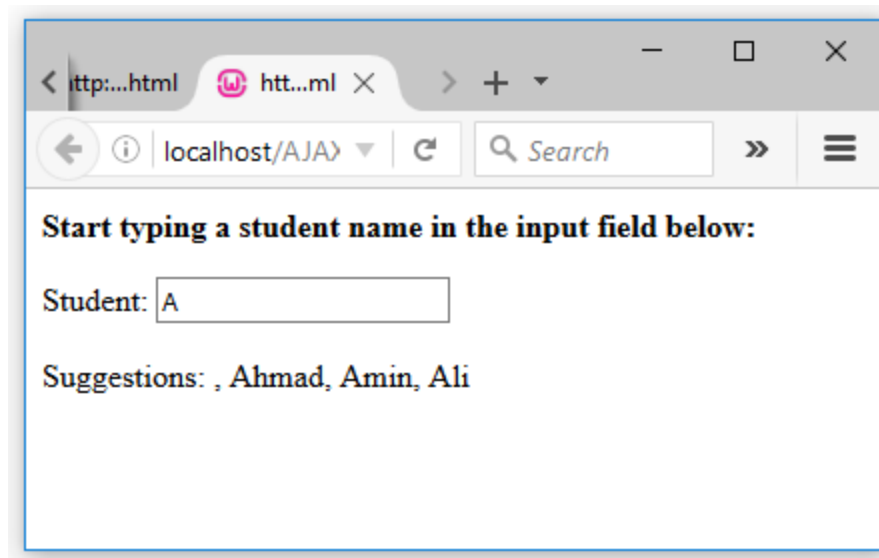 ttp:...html htt...ml
localhost/AJAX Search
Start typing a student name in the input field below:
Student: A
Suggestions: , Ahmad, Amin, Ali